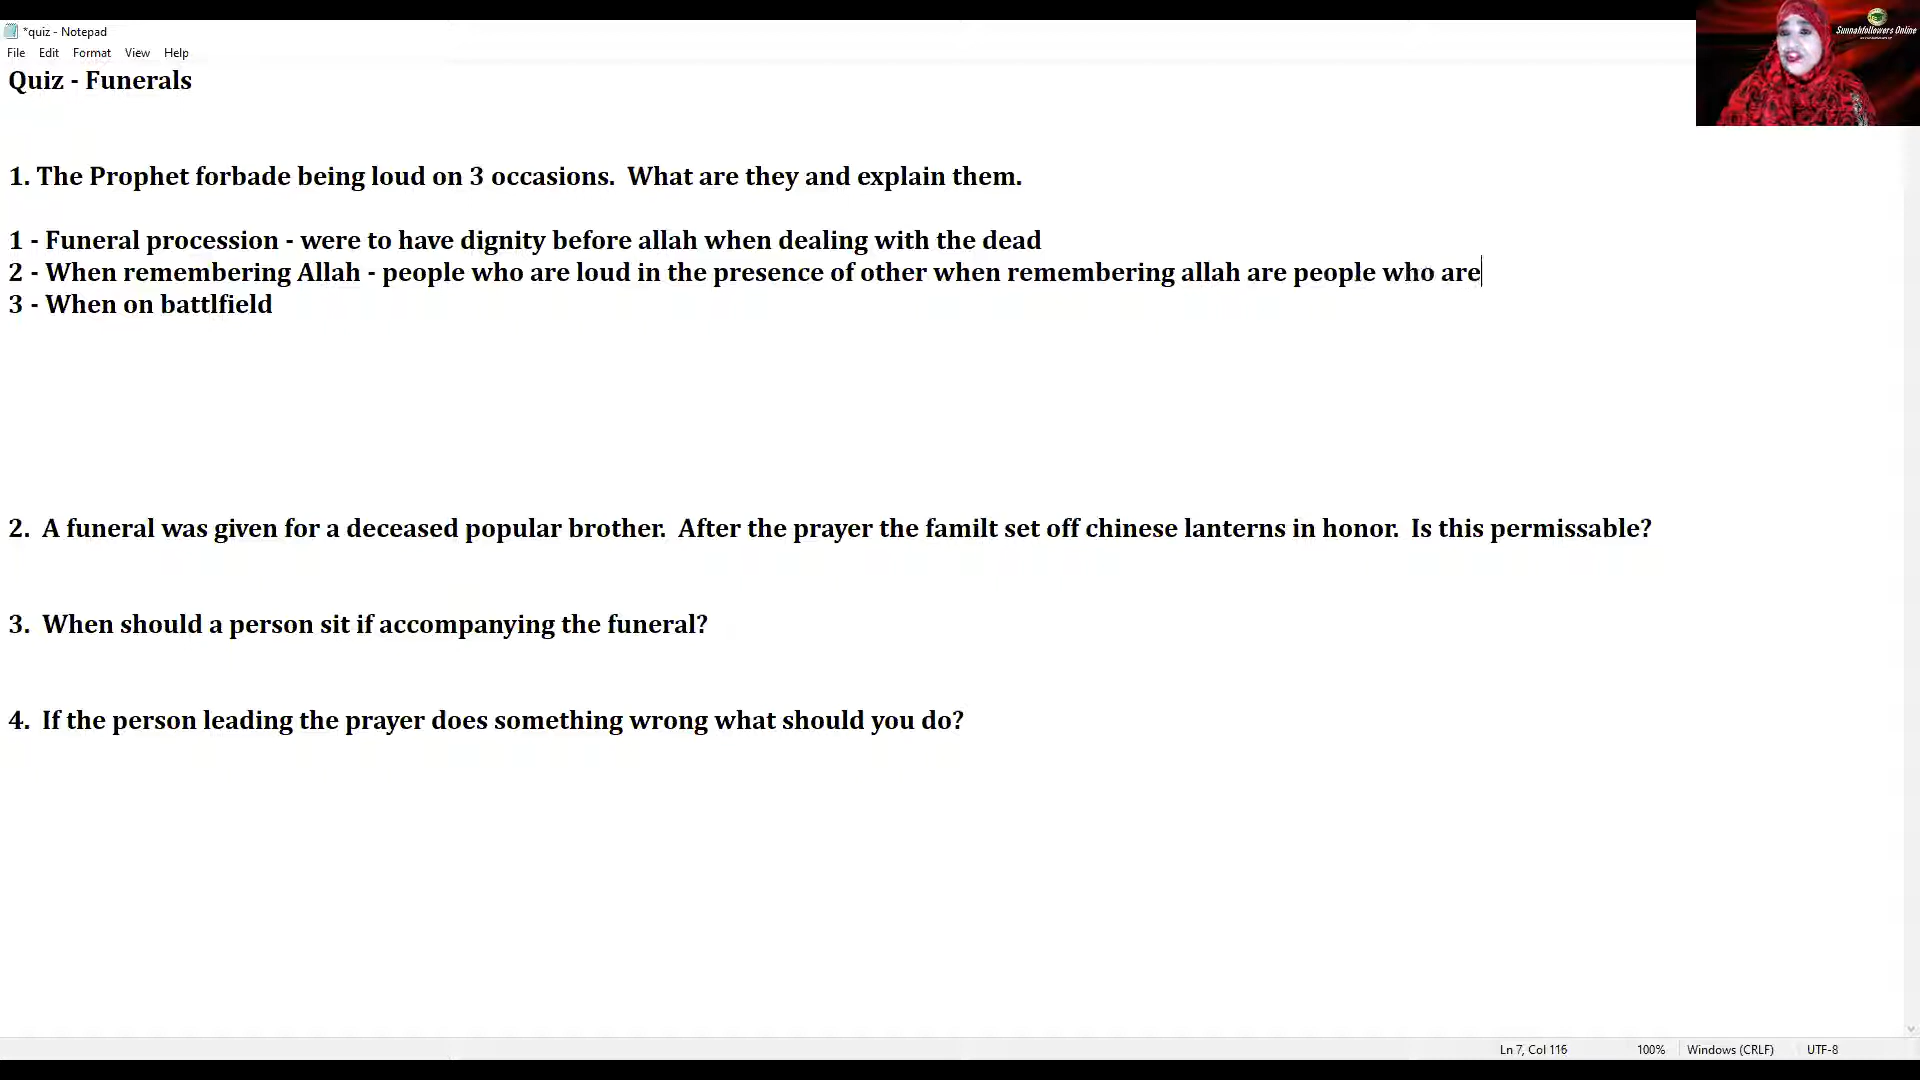 *quiz - Notepad
File Edit Format View Help
Sunnahfollowers Online
Quiz - Funerals
1. The Prophet forbade being loud on 3 occasions.  What are they and explain them.
1 - Funeral procession - were to have dignity before allah when dealing with the dead
2 - When remembering Allah - people who are loud in the presence of other when remembering allah are people who are
3 - When on battlfield
2.  A funeral was given for a deceased popular brother.  After the prayer the familt set off chinese lanterns in honor.  Is this permissable?
3.  When should a person sit if accompanying the funeral?
4.  If the person leading the prayer does something wrong what should you do?
Ln 7, Col 116 100% Windows (CRLF) UTF-8